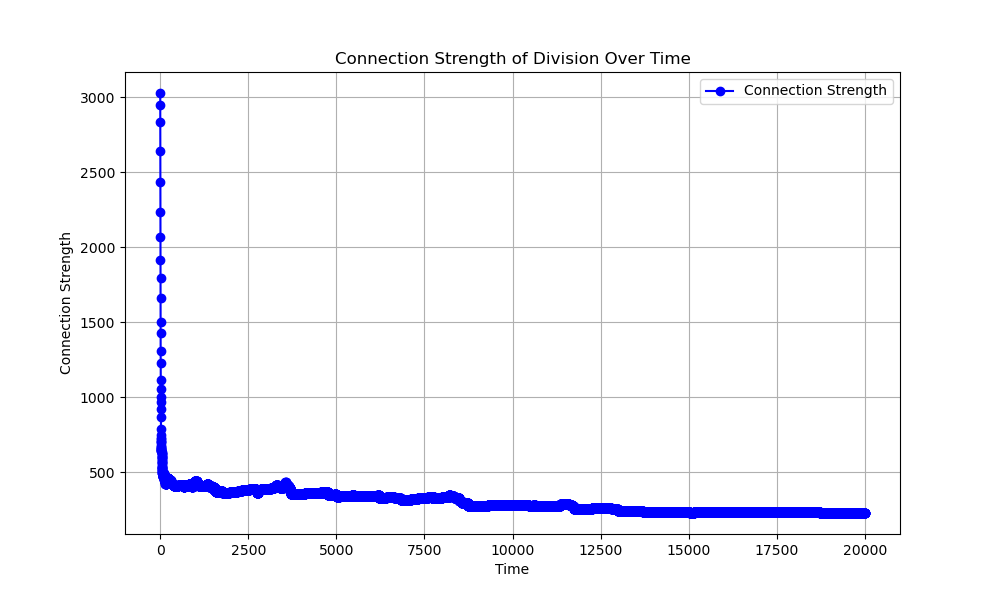 Connection Strength of Division Over Time
Connection Strength
3000
2500
2000
1500
1000
500
Connection Strength
0 2500 5000 7500 10000 12500 15000 17500 20000
Time